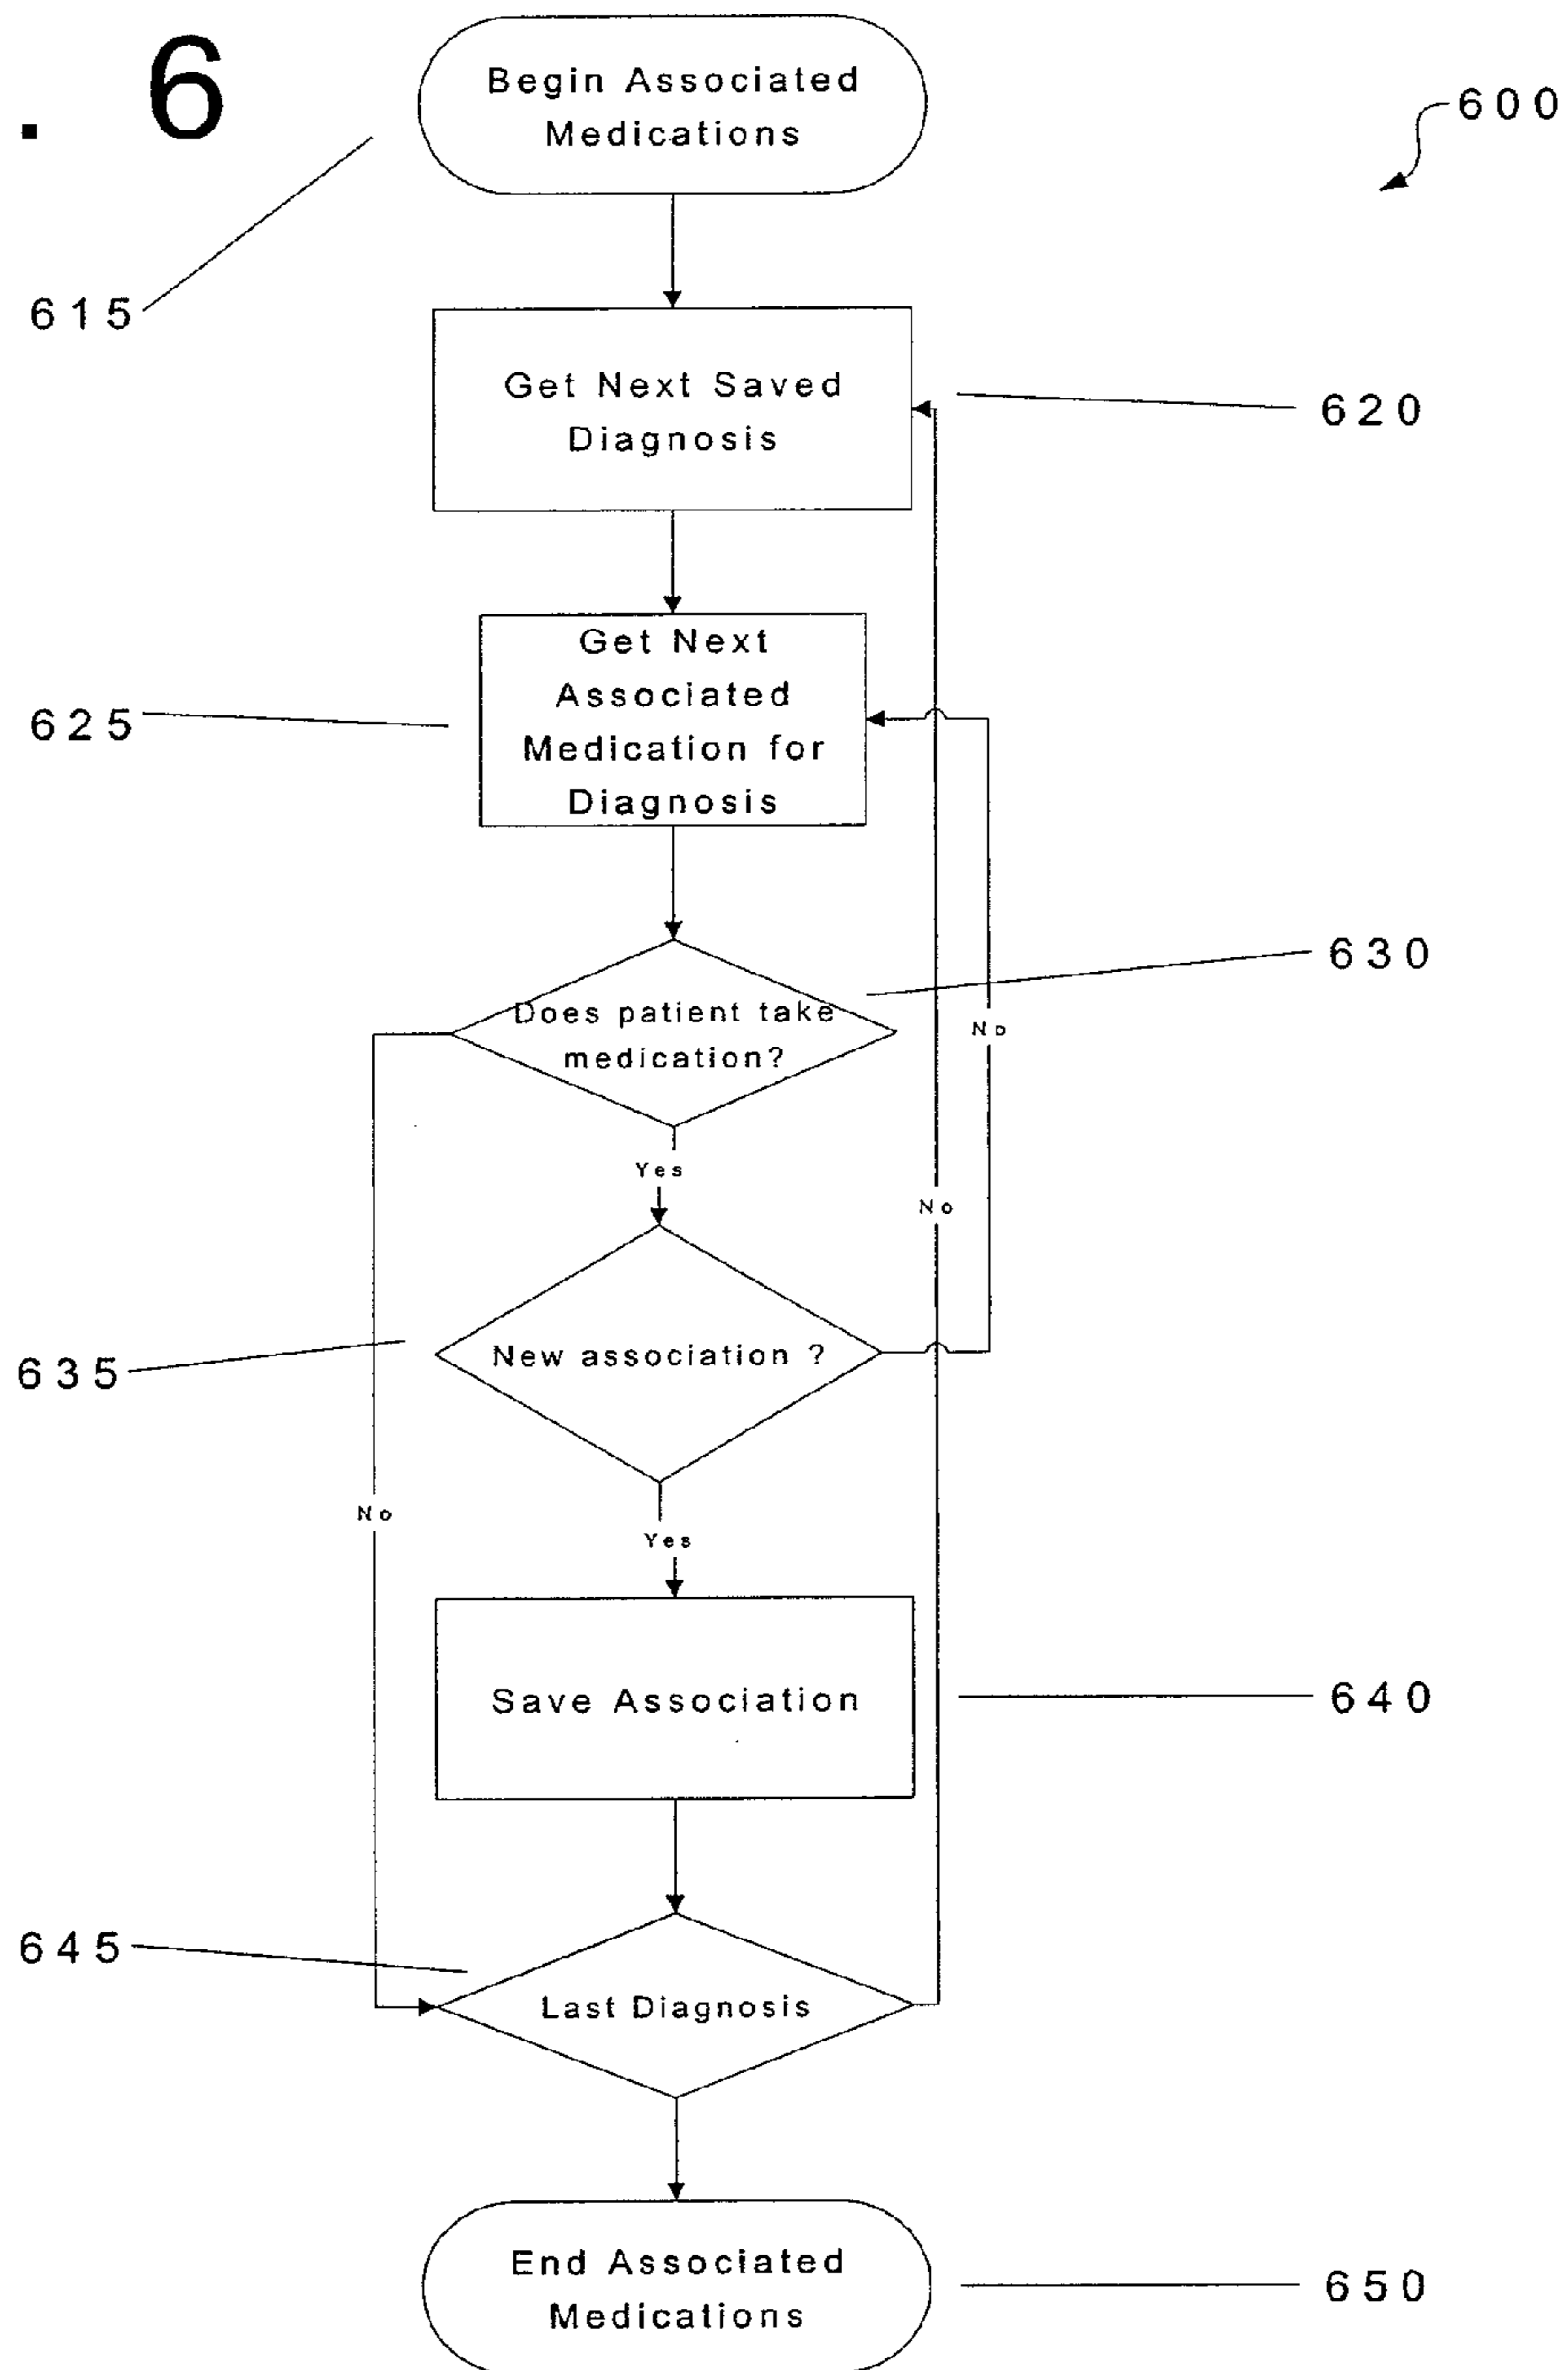 . 6
Begin Associated
Medications
600
615
Get Next Saved
Diagnosis
620
Get Next
Associated
Medication for
Diagnosis
625
Does patient take
medication?
630
No
Yes
No
New association ?
635
No
Yes
Save Association
640
Last Diagnosis
645
End Associated
Medications
650